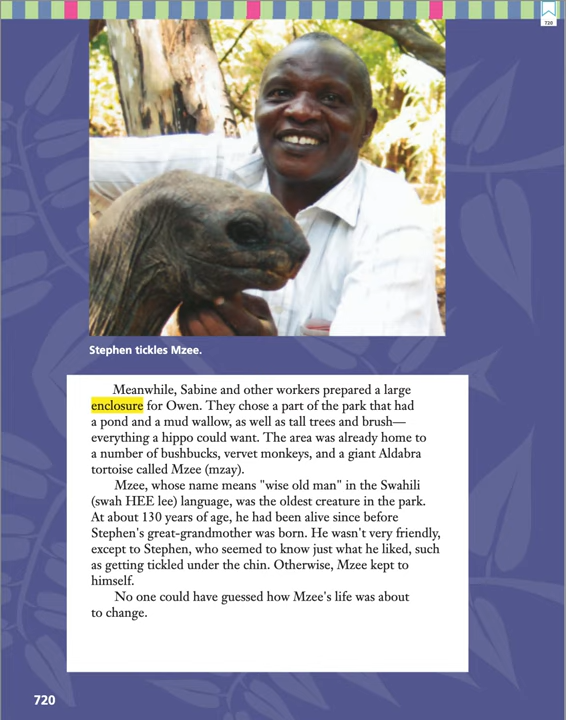 720
Stephen tickles Mzee.
Meanwhile, Sabine and other workers prepared a large
enclosure for Owen. They chose a part of the park that had
a pond and a mud wallow, as well as tall trees and brush—
everything a hippo could want. The area was already home to
a number of bushbucks, vervet monkeys, and a giant Aldabra
tortoise called Mzee (mzay).
Mzee, whose name means "wise old man" in the Swahili
(swah HEE lee) language, was the oldest creature in the park.
At about 130 years of age, he had been alive since before
Stephen's great-grandmother was born. He wasn't very friendly,
except to Stephen, who seemed to know just what he liked, such
as getting tickled under the chin. Otherwise, Mzee kept to
himself.
No one could have guessed how Mzee's life was about
to change.
720